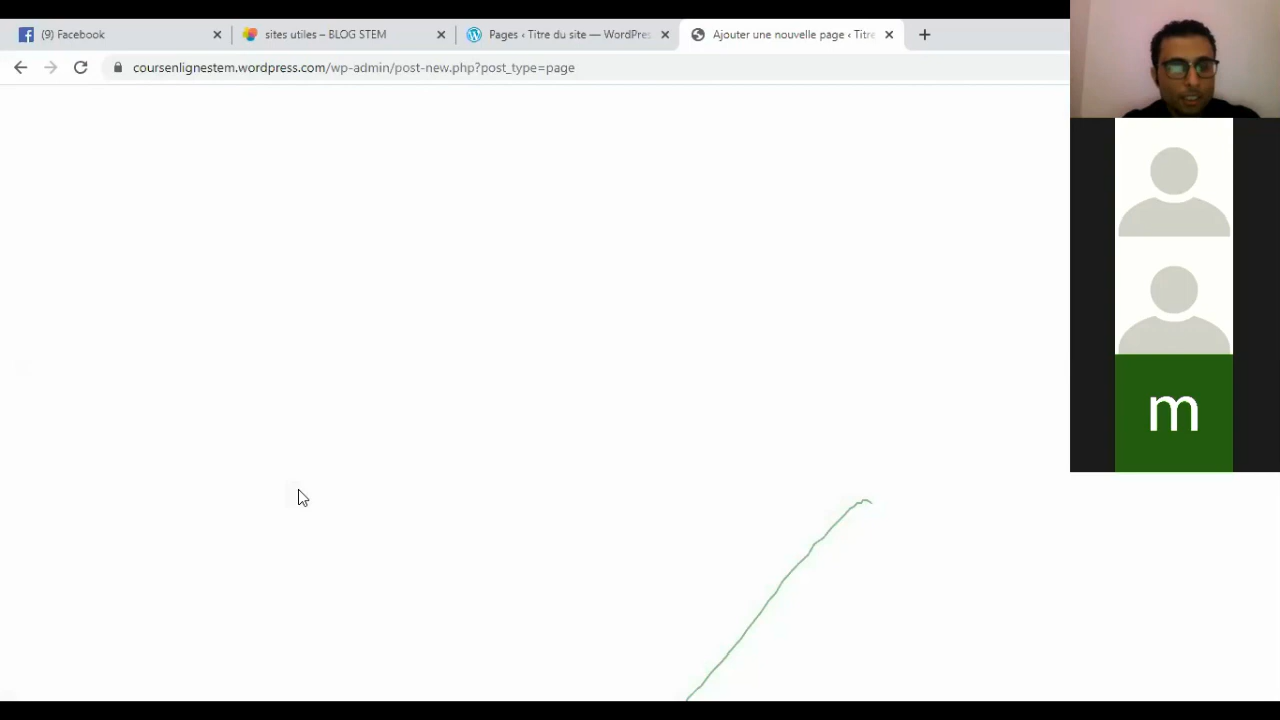 (9) Facebook
sites utiles – BLOG STEM
Pages ‹ Titre du site — WordPres
Ajouter une nouvelle page ‹ Titre
coursenlignestem.wordpress.com/wp-admin/post-new.php?post_type=page
m